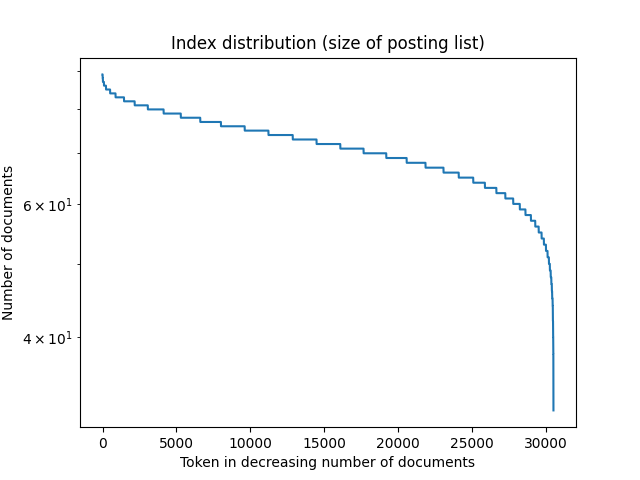 Index distribution (size of posting list)
Number of documents
6 × 10¹
4 × 10¹
0 5000 10000 15000 20000 25000 30000
Token in decreasing number of documents